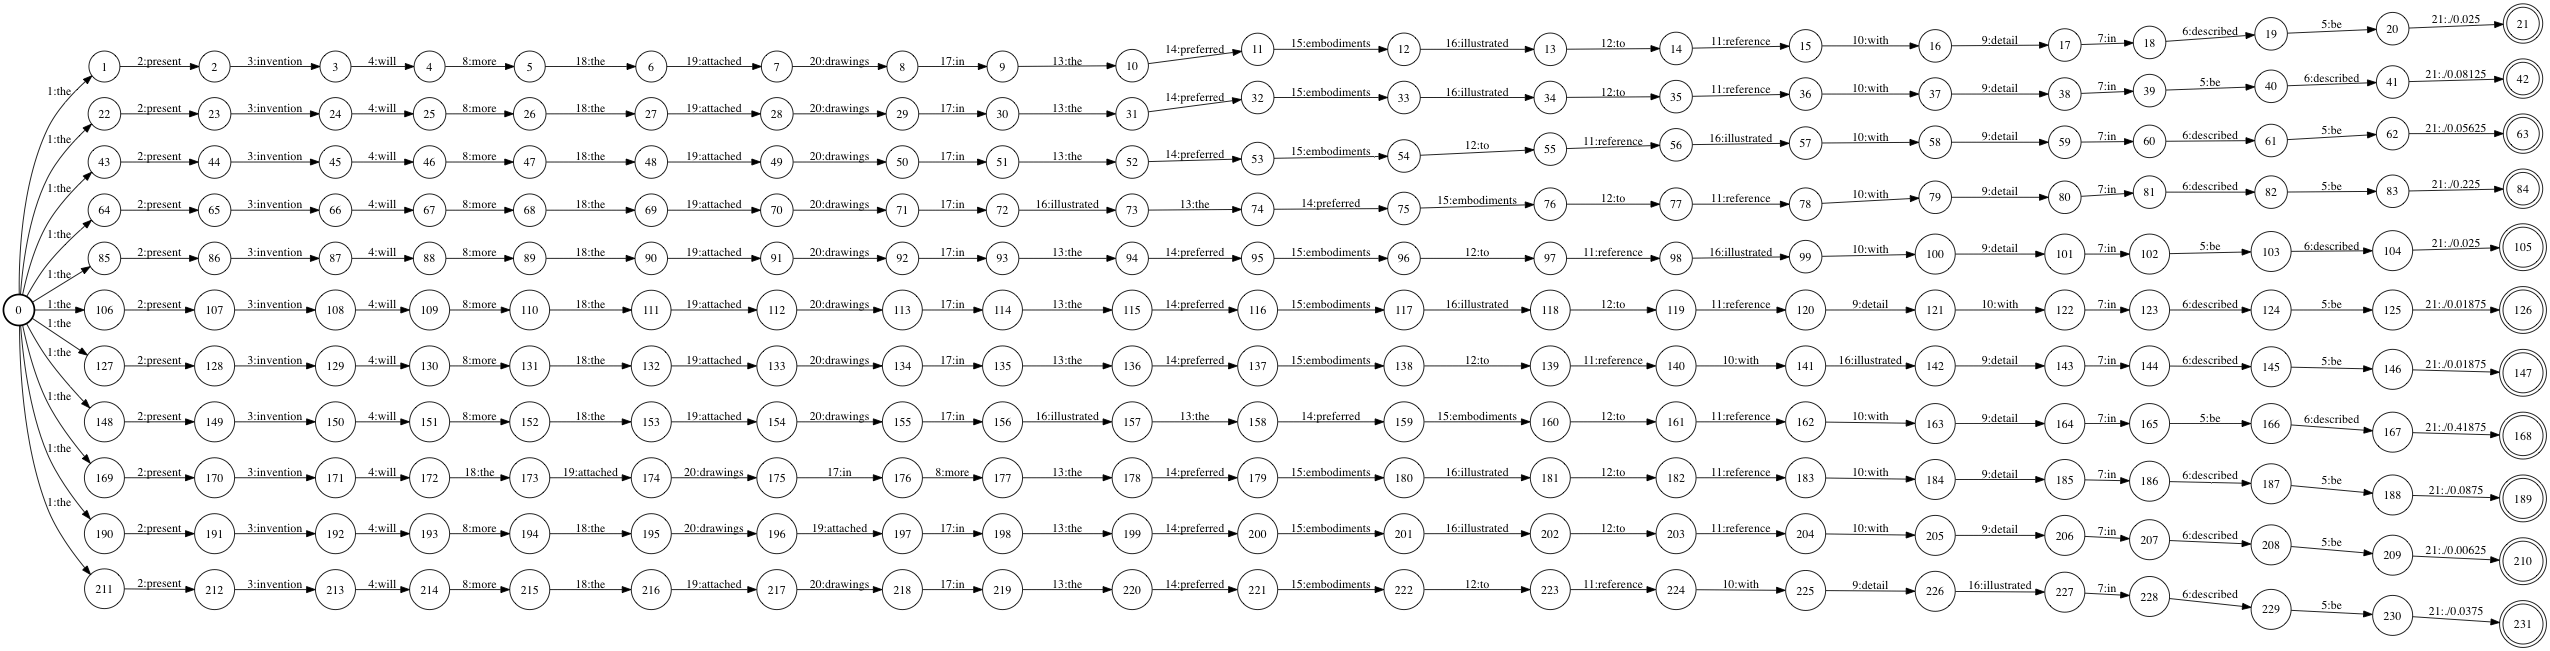 1:the 1 2:present 2 3:invention 3 4:will 4 8:more 5 18:the 6 19:attached 7 20:drawings 8 17:in 9 13:the 10 14:preferred 11 15:embodiments 12 16:illustrated 13 12:to 14 11:reference 15 10:with 16 9:detail 17 7:in 18 6:described 19 5:be 20 21:./0.025 21
1:the 22 2:present 23 3:invention 24 4:will 25 8:more 26 18:the 27 19:attached 28 20:drawings 29 17:in 30 13:the 31 14:preferred 32 15:embodiments 33 16:illustrated 34 12:to 35 11:reference 36 10:with 37 9:detail 38 7:in 39 5:be 40 6:described 41 21:./0.08125 42
1:the 43 2:present 44 3:invention 45 4:will 46 8:more 47 18:the 48 19:attached 49 20:drawings 50 17:in 51 13:the 52 14:preferred 53 15:embodiments 54 12:to 55 11:reference 56 16:illustrated 57 10:with 58 9:detail 59 7:in 60 6:described 61 5:be 62 21:./0.05625 63
1:the 64 2:present 65 3:invention 66 4:will 67 8:more 68 18:the 69 19:attached 70 20:drawings 71 17:in 72 16:illustrated 73 13:the 74 14:preferred 75 15:embodiments 76 12:to 77 11:reference 78 10:with 79 9:detail 80 7:in 81 6:described 82 5:be 83 21:./0.225 84
1:the 85 2:present 86 3:invention 87 4:will 88 8:more 89 18:the 90 19:attached 91 20:drawings 92 17:in 93 13:the 94 14:preferred 95 15:embodiments 96 12:to 97 11:reference 98 16:illustrated 99 10:with 100 9:detail 101 7:in 102 5:be 103 6:described 104 21:./0.025 105
0 1:the 106 2:present 107 3:invention 108 4:will 109 8:more 110 18:the 111 19:attached 112 20:drawings 113 17:in 114 13:the 115 14:preferred 116 15:embodiments 117 16:illustrated 118 12:to 119 11:reference 120 9:detail 121 10:with 122 7:in 123 6:described 124 5:be 125 21:./0.01875 126
1:the 127 2:present 128 3:invention 129 4:will 130 8:more 131 18:the 132 19:attached 133 20:drawings 134 17:in 135 13:the 136 14:preferred 137 15:embodiments 138 12:to 139 11:reference 140 10:with 141 16:illustrated 142 9:detail 143 7:in 144 6:described 145 5:be 146 21:./0.01875 147
1:the 148 2:present 149 3:invention 150 4:will 151 8:more 152 18:the 153 19:attached 154 20:drawings 155 17:in 156 16:illustrated 157 13:the 158 14:preferred 159 15:embodiments 160 12:to 161 11:reference 162 10:with 163 9:detail 164 7:in 165 5:be 166 6:described 167 21:./0.41875 168
1:the 169 2:present 170 3:invention 171 4:will 172 18:the 173 19:attached 174 20:drawings 175 17:in 176 8:more 177 13:the 178 14:preferred 179 15:embodiments 180 16:illustrated 181 12:to 182 11:reference 183 10:with 184 9:detail 185 7:in 186 6:described 187 5:be 188 21:./0.0875 189
1:the 190 2:present 191 3:invention 192 4:will 193 8:more 194 18:the 195 20:drawings 196 19:attached 197 17:in 198 13:the 199 14:preferred 200 15:embodiments 201 16:illustrated 202 12:to 203 11:reference 204 10:with 205 9:detail 206 7:in 207 6:described 208 5:be 209 21:./0.00625 210
1:the 211 2:present 212 3:invention 213 4:will 214 8:more 215 18:the 216 19:attached 217 20:drawings 218 17:in 219 13:the 220 14:preferred 221 15:embodiments 222 12:to 223 11:reference 224 10:with 225 9:detail 226 16:illustrated 227 7:in 228 6:described 229 5:be 230 21:./0.0375 231